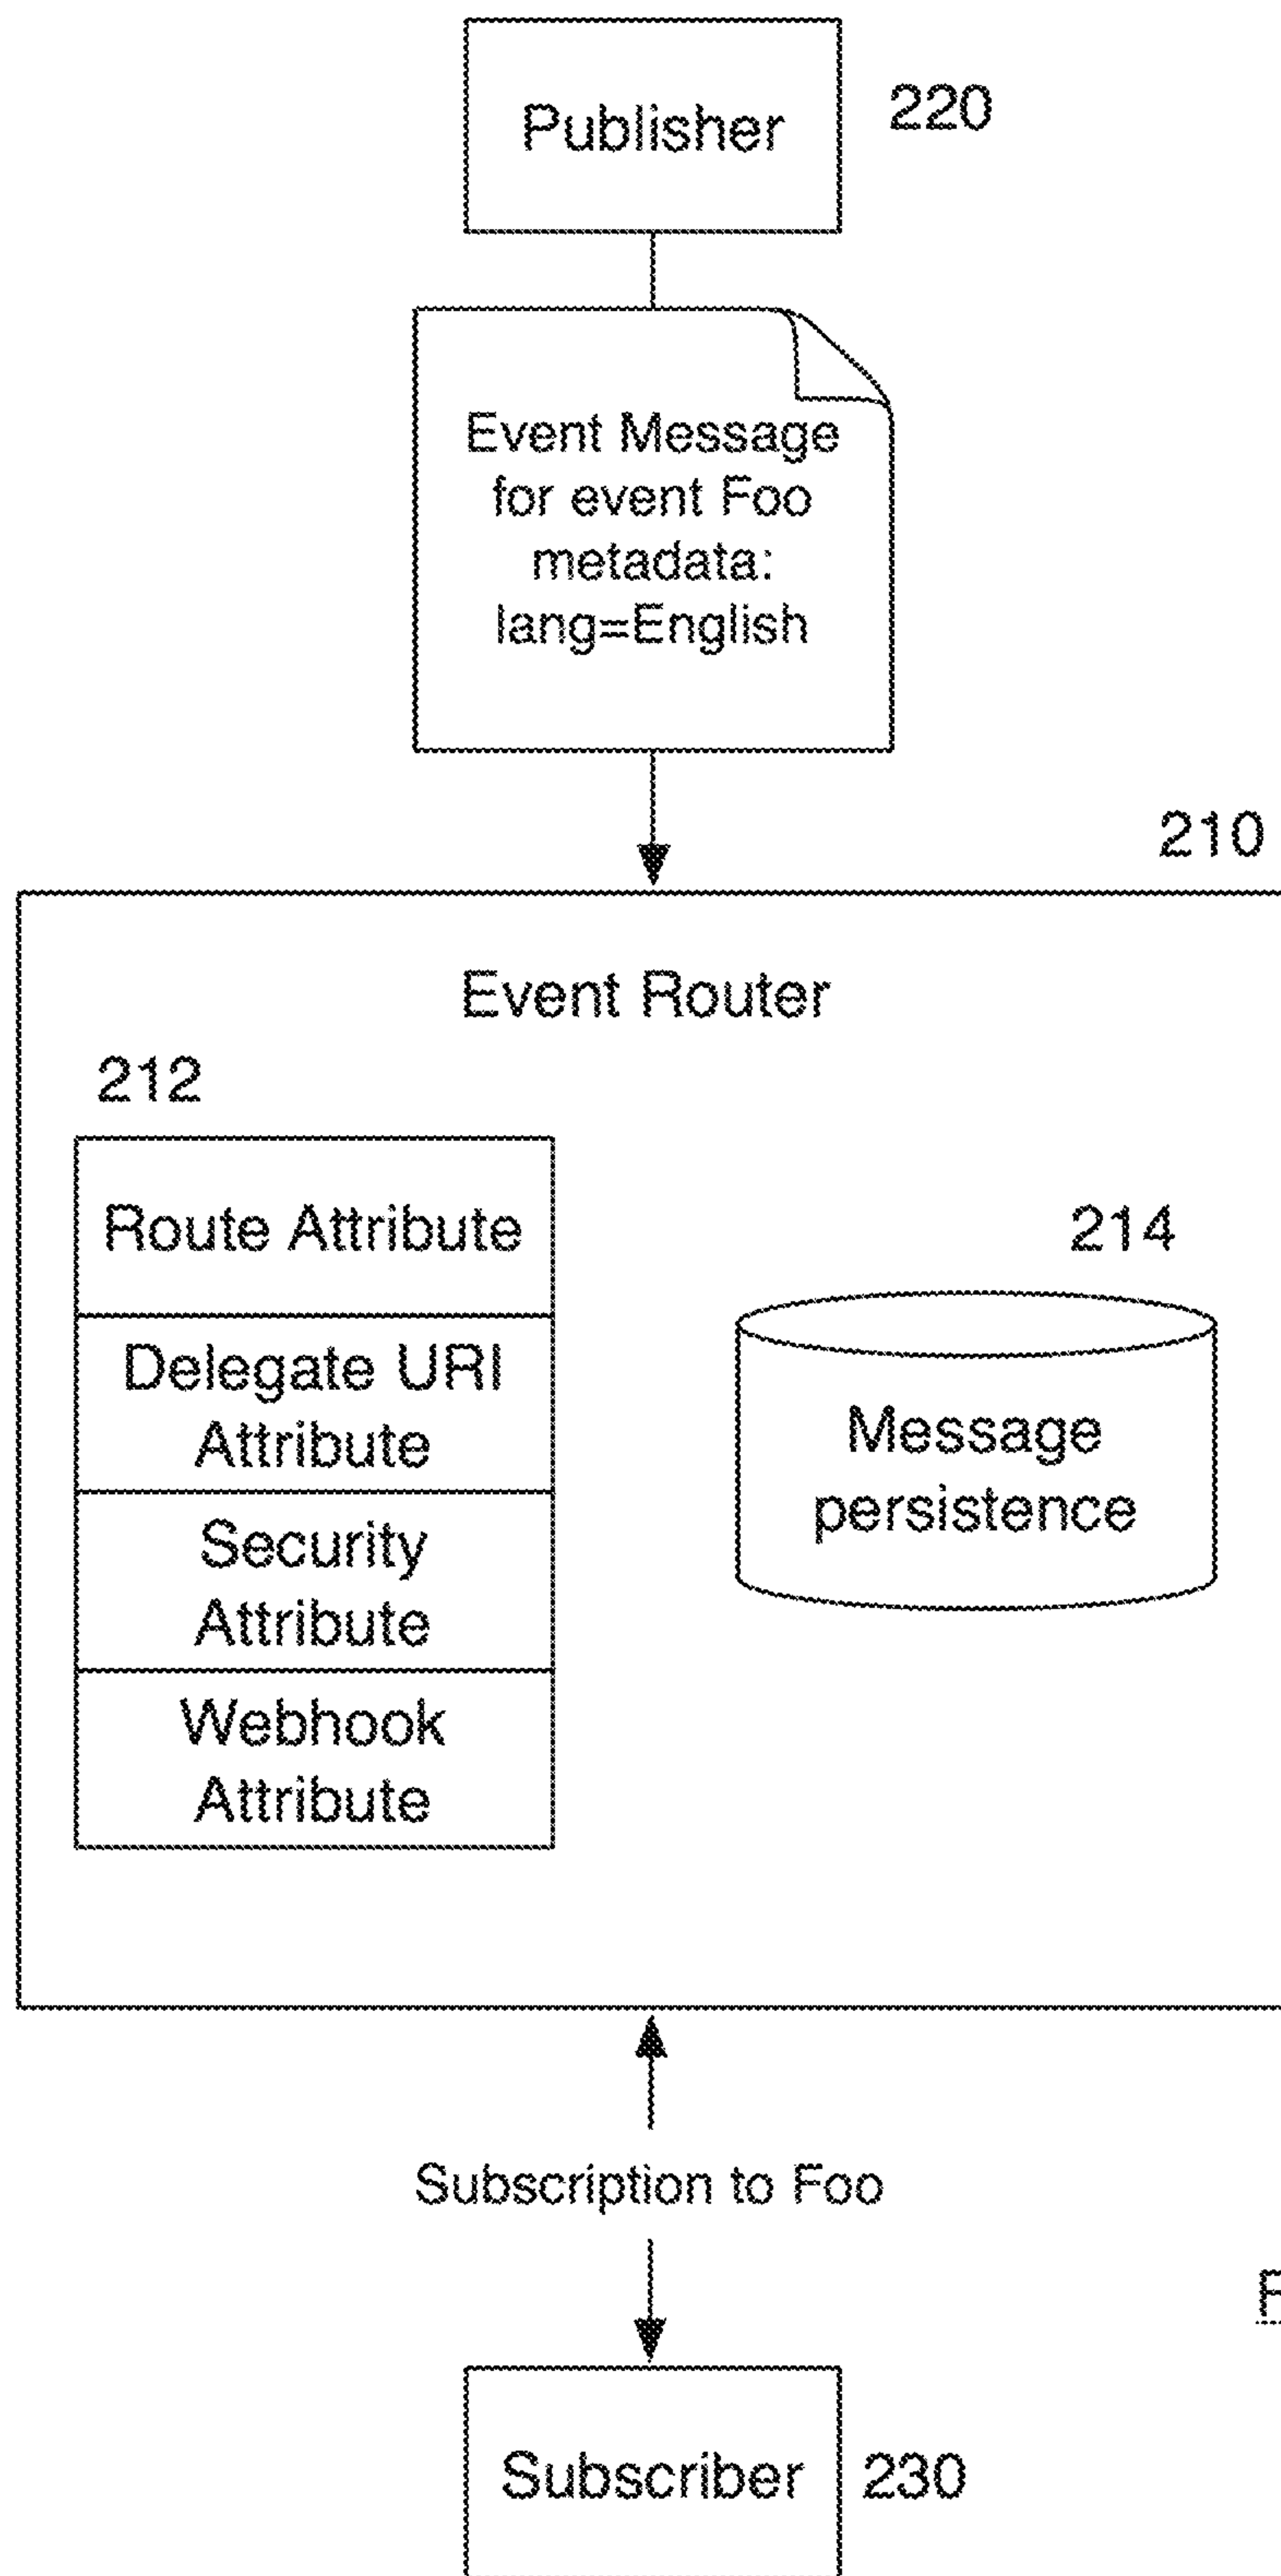 Publisher
220
Event Message
for event Foo
metadata:
lang=English
210
Event Router
212
Route Attribute
214
Delegate URI
Attribute
Message
persistence
Security
Attribute
Webhook
Attribute
Subscription to Foo
Subscriber
230